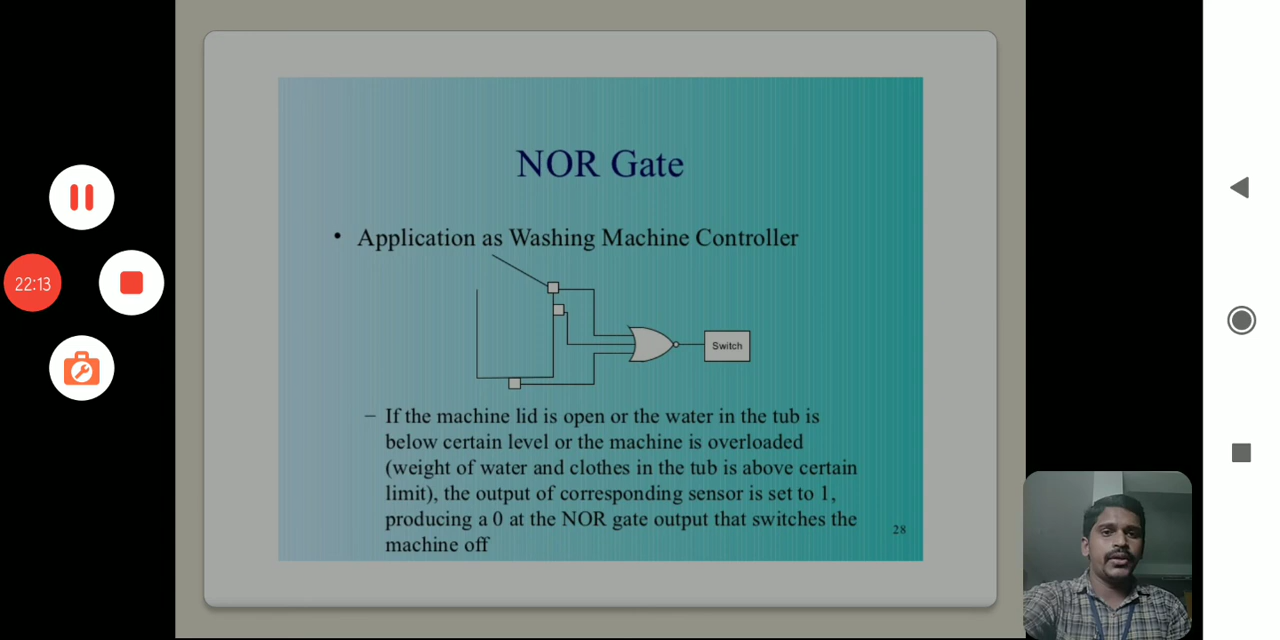 NOR Gate
• Application as Washing Machine Controller
Switch
– If the machine lid is open or the water in the tub is
below certain level or the machine is overloaded
(weight of water and clothes in the tub is above certain
limit), the output of corresponding sensor is set to 1,
producing a 0 at the NOR gate output that switches the
machine off
28
22:13